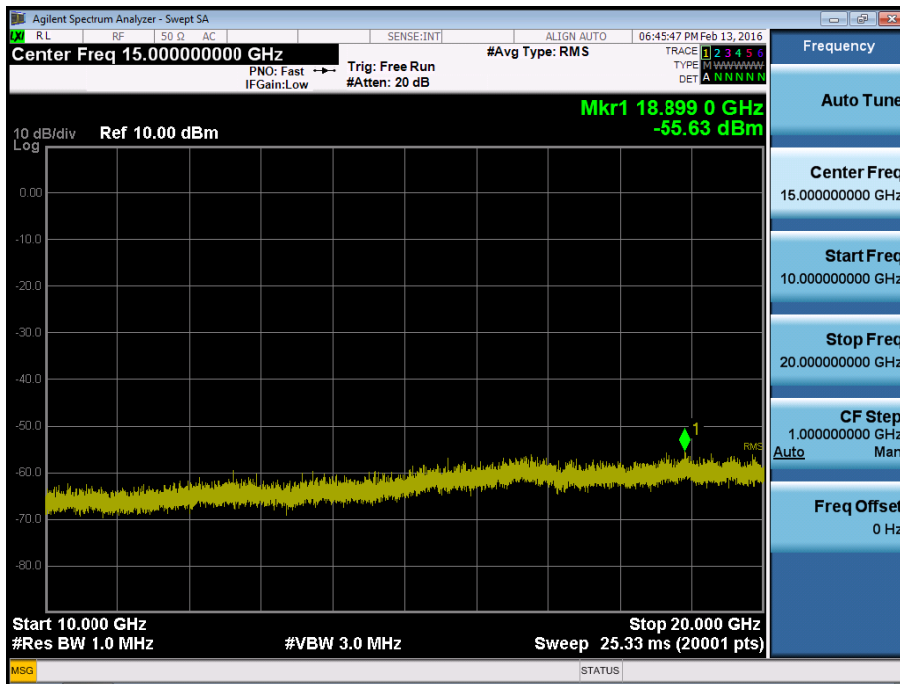 Agilent Spectrum Analyzer - Swept SA
LXI RL RF 50 Ω AC SENSE:INT ALIGN AUTO 06:45:47 PM Feb 13, 2016
Center Freq 15.000000000 GHz
PNO: Fast
IFGain:Low
Trig: Free Run
#Atten: 20 dB
#Avg Type: RMS
TRACE 1 2 3 4 5 6
TYPE M WWWWW
DET A N N N N N
Mkr1 18.899 0 GHz
-55.63 dBm
10 dB/div Ref 10.00 dBm
Log
0.00
-10.0
-20.0
-30.0
-40.0
-50.0
-60.0
-70.0
-80.0
1
RMS
Start 10.000 GHz Stop 20.000 GHz
#Res BW 1.0 MHz #VBW 3.0 MHz Sweep 25.33 ms (20001 pts)
MSG STATUS
Frequency
Auto Tune
Center Freq
15.000000000 GHz
Start Freq
10.000000000 GHz
Stop Freq
20.000000000 GHz
CF Step
1.000000000 GHz
Auto Man
Freq Offset
0 Hz